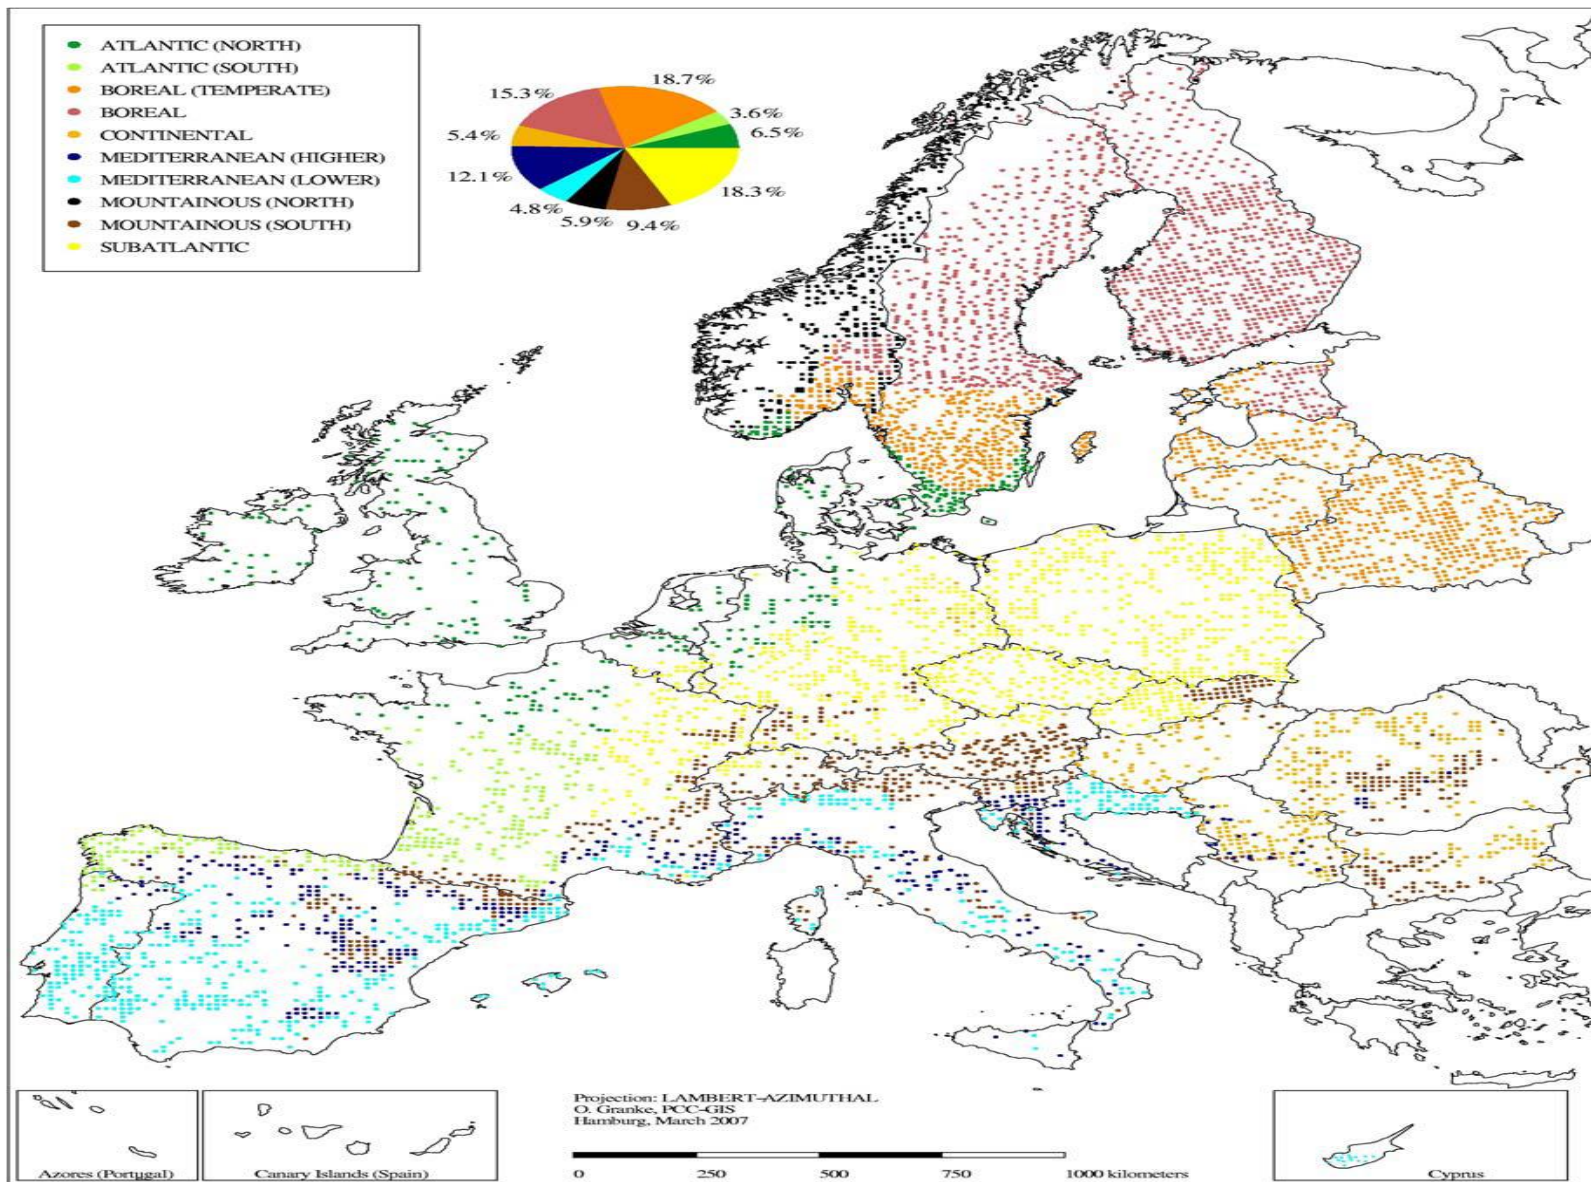 ATLANTIC (NORTH)
ATLANTIC (SOUTH)
BOREAL (TEMPERATE)
BOREAL
CONTINENTAL
MEDITERRANEAN (HIGHER)
MEDITERRANEAN (LOWER)
MOUNTAINOUS (NORTH)
MOUNTAINOUS (SOUTH)
SUBATLANTIC
18.7%
15.3%
3.6%
5.4%
6.5%
12.1%
18.3%
4.8%
5.9%
9.4%
Projection: LAMBERT-AZIMUTHAL
O. Granke, PCC-GIS
Hamburg, March 2007
0 250 500 750 1000 kilometers
Azores (Portugal)
Canary Islands (Spain)
Cyprus